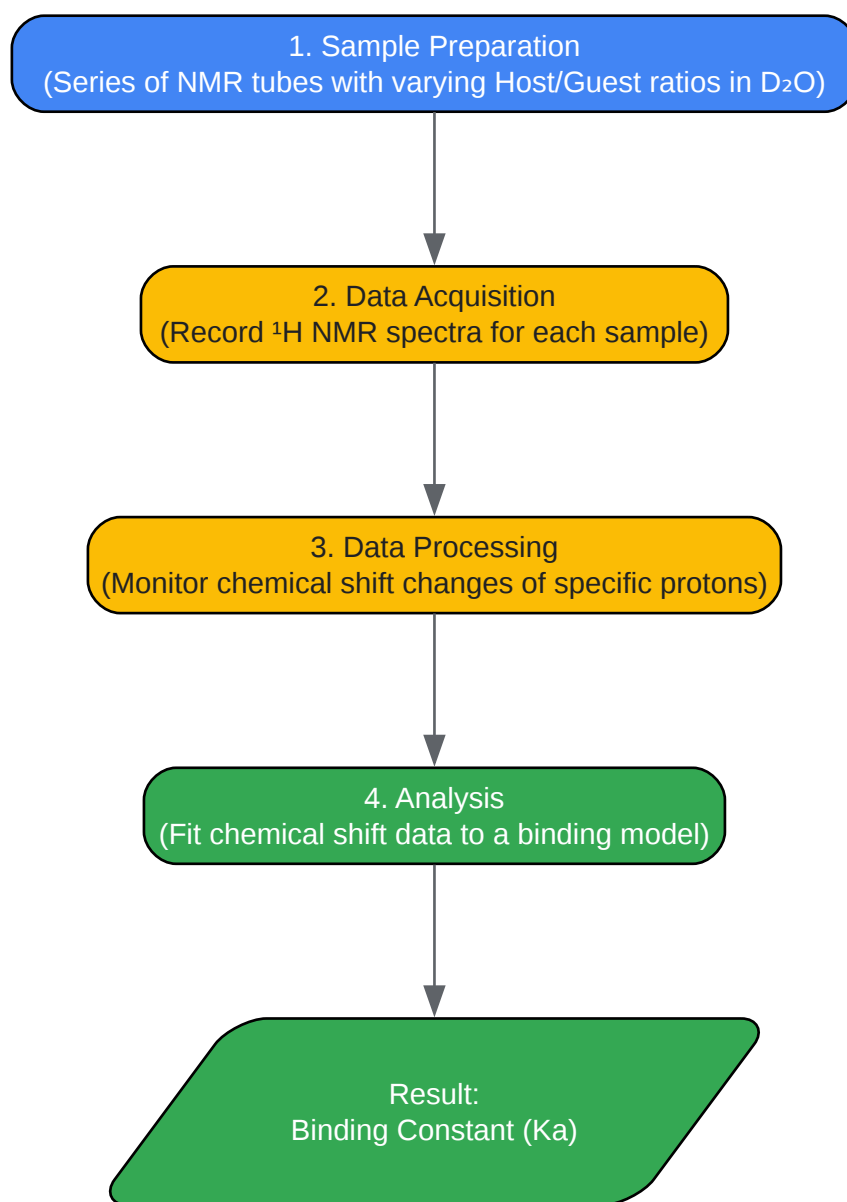 1. Sample Preparation
(Series of NMR tubes with varying Host/Guest ratios in D₂O)
2. Data Acquisition
(Record ¹H NMR spectra for each sample)
3. Data Processing
(Monitor chemical shift changes of specific protons)
4. Analysis
(Fit chemical shift data to a binding model)
Result:
Binding Constant (Ka)